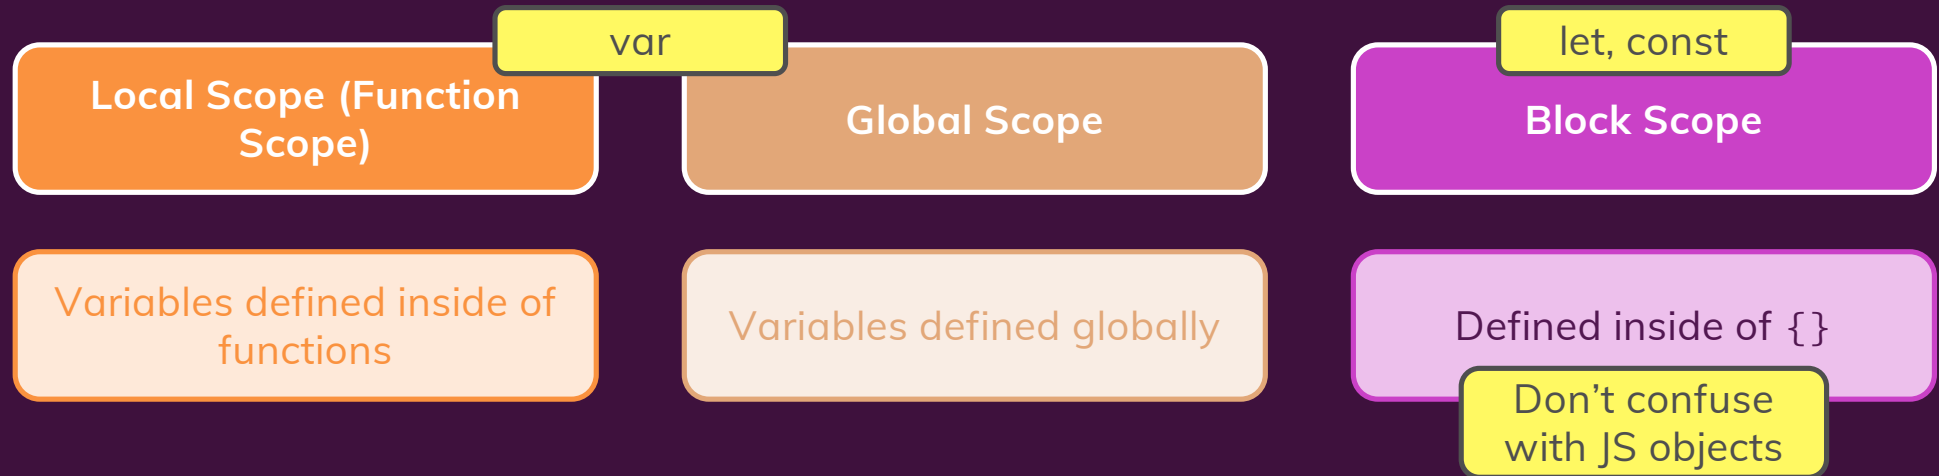 var
Local Scope (Function
Scope)
Global Scope
let, const
Block Scope
Variables defined inside of
functions
Variables defined globally
Defined inside of {}
Don’t confuse
with JS objects